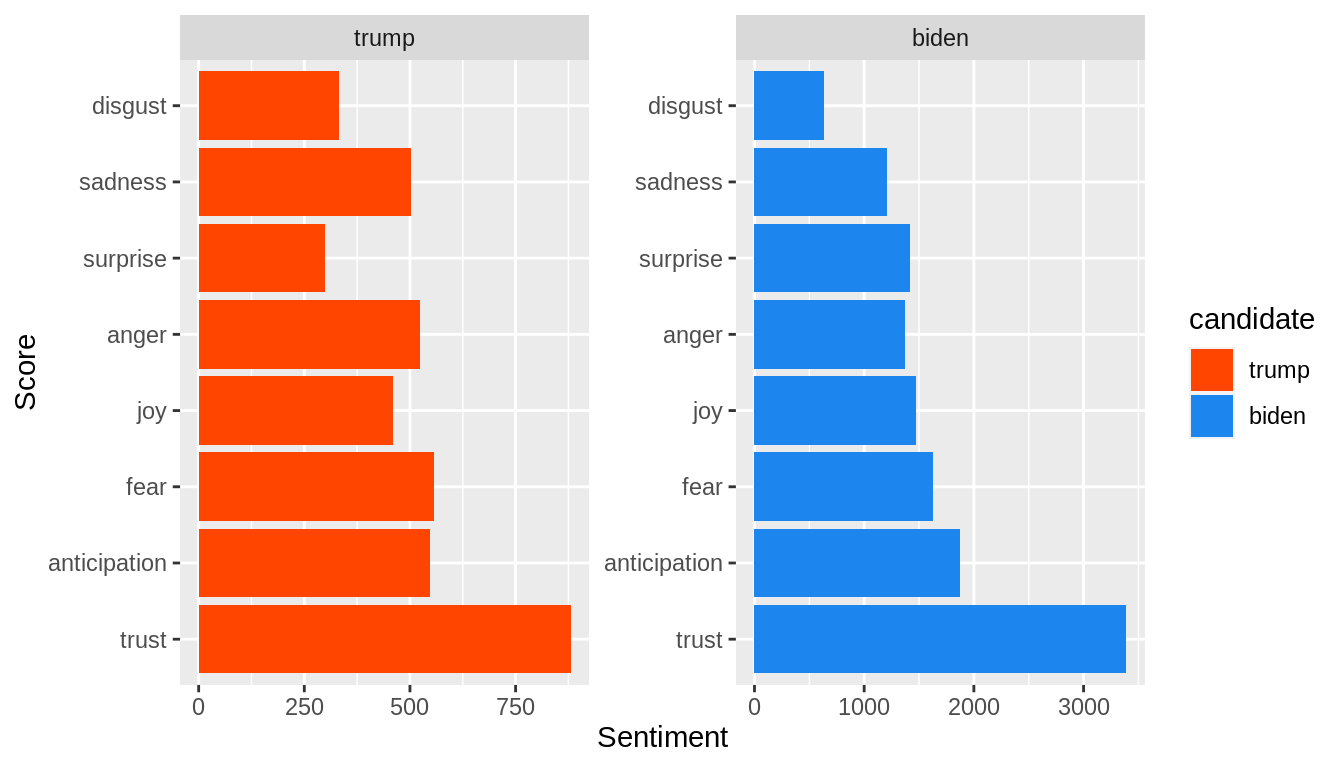 trump
biden
disgust
sadness
surprise
anger
joy
fear
anticipation
trust
0
250
500
750
disgust
sadness
surprise
anger
joy
fear
anticipation
trust
0
1000
2000
3000
Score
Sentiment
candidate
trump
biden